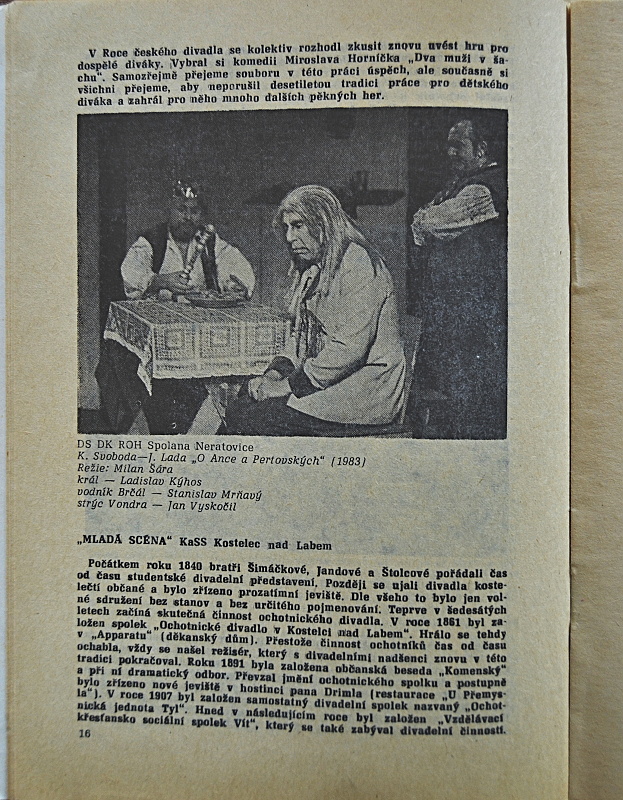 V Roce českého divadla se kolektiv rozhodl zkusit znovu uvést hru pro
dospělé diváky. Vybral si komedii Miroslava Horníčka „Dva muži v ša-
chu“. Samozřejmě přejeme souboru v této práci úspěch, ale současně si
všichni přejeme, aby neporušil desetiletou tradici práce pro dětského
diváka a zahrál pro něho mnoho dalších pěkných her.
DS DK ROH Spolana Neratovice
K. Svoboda—J. Lada „O Ance a Pertovských“ (1983)
Režie: Milan Šára
král — Ladislav Kýhos
vodník Brčál — Stanislav Mrňavý
strýc Vondra — Jan Vyskočil
„MLADÁ SCÉNA“ KaSS Kostelec nad Labem
Počátkem roku 1840 bratři Šimáčkové, Jandové a Štolcové pořádali čas
od času studentské divadelní představení. Později se ujali divadla koste-
lečtí občané a bylo zřízeno prozatímní jeviště. Dle všeho to bylo jen vol-
né sdružení bez stanov a bez určitého pojmenování. Teprve v šedesátých
letech začíná skutečná činnost ochotnického divadla. V roce 1861 byl za-
ložen spolek „Ochotnické divadlo v Kostelci nad Labem“. Hrálo se tehdy
v „Apparatu“ (děkanský dům). Přestože činnost ochotníků čas od času
ochabla, vždy se našel režisér, který s divadelními nadšenci znovu v této
tradici pokračoval. Roku 1891 byla založena občanská beseda „Komenský“
a při ní dramatický odbor. Převzal jmění ochotnického spolku a postupně
bylo zřízeno nové jeviště v hostinci pana Drimla (restaurace „U Přemys-
la“). V roce 1907 byl založen samostatný divadelní spolek nazvaný „Ochot-
nická jednota Tyl“. Hned v následujícím roce byl založen „Vzdělávací
křesťansko sociální spolek Vít“, který se také zabýval divadelní činností.
16